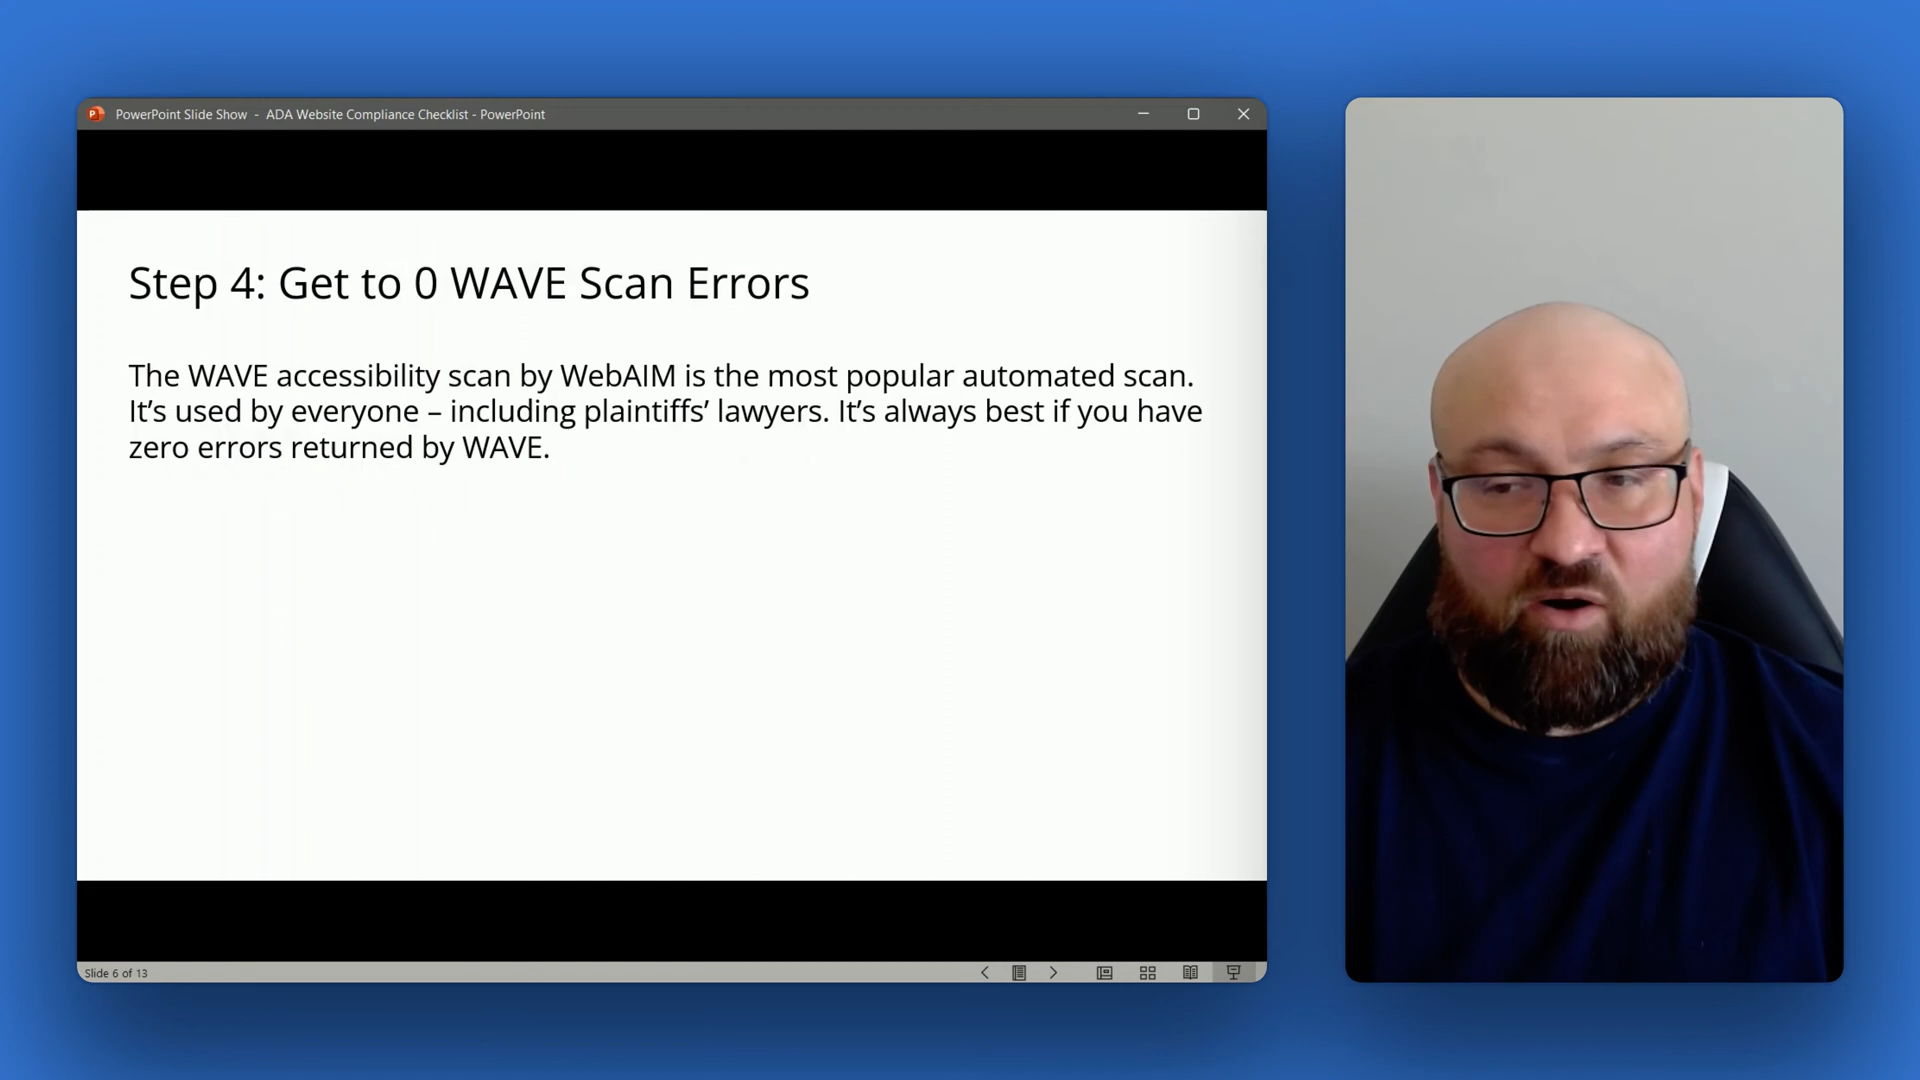 PowerPoint Slide Show - ADA Website Compliance Checklist - PowerPoint
Step 4: Get to 0 WAVE Scan Errors
The WAVE accessibility scan by WebAIM is the most popular automated scan.
It’s used by everyone – including plaintiffs’ lawyers. It’s always best if you have
zero errors returned by WAVE.
Slide 6 of 13